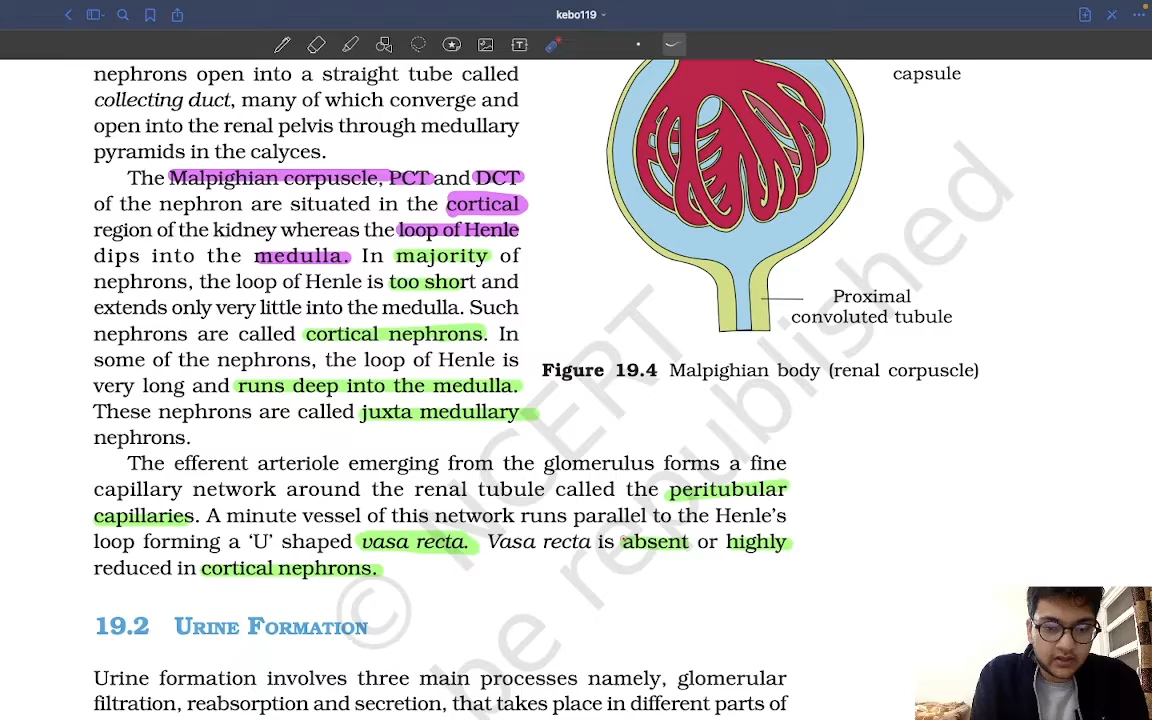 kebo119
nephrons open into a straight tube called
collecting duct, many of which converge and
open into the renal pelvis through medullary
pyramids in the calyces.
The Malpighian corpuscle, PCT and DCT
of the nephron are situated in the cortical
region of the kidney whereas the loop of Henle
dips into the medulla. In majority of
nephrons, the loop of Henle is too short and
extends only very little into the medulla. Such
nephrons are called cortical nephrons. In
some of the nephrons, the loop of Henle is
very long and runs deep into the medulla.
These nephrons are called juxta medullary
nephrons.
capsule
Proximal
convoluted tubule
Figure 19.4 Malpighian body (renal corpuscle)
The efferent arteriole emerging from the glomerulus forms a fine
capillary network around the renal tubule called the peritubular
capillaries. A minute vessel of this network runs parallel to the Henle's
loop forming a 'U' shaped vasa recta. Vasa recta is absent or highly
reduced in cortical nephrons.
19.2 URINE FORMATION
Urine formation involves three main processes namely, glomerular
filtration, reabsorption and secretion, that takes place in different parts of
© NCERT
be republished